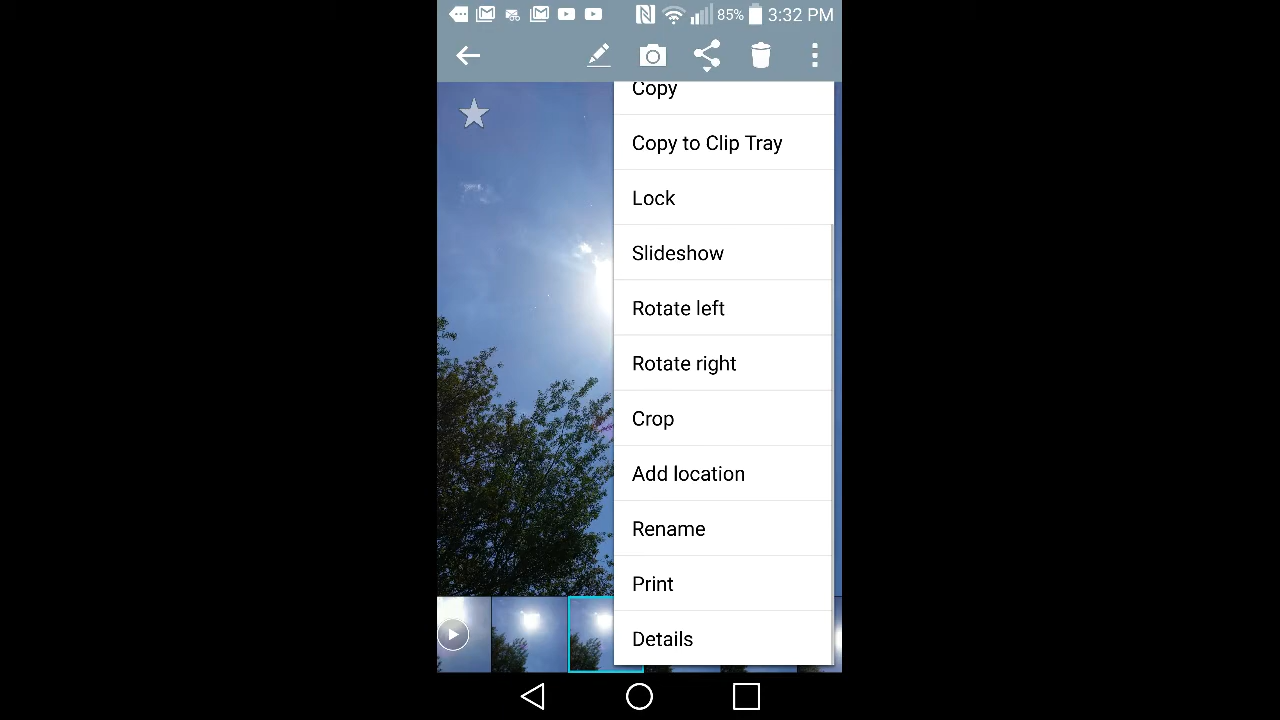 85% 3:32 PM
Copy
Copy to Clip Tray
Lock
Slideshow
Rotate left
Rotate right
Crop
Add location
Rename
Print
Details